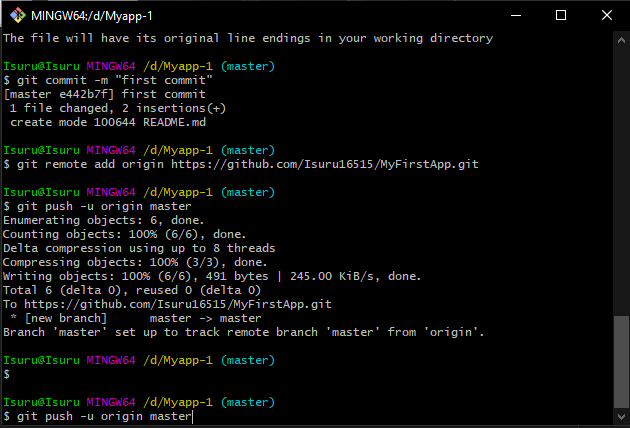 MINGW64:/d/Myapp-1
The file will have its original line endings in your working directory
Isuru@Isuru MINGW64 /d/Myapp-1 (master)
$ git commit -m "first commit"
[master e442b7f] first commit
 1 file changed, 2 insertions(+)
 create mode 100644 README.md
Isuru@Isuru MINGW64 /d/Myapp-1 (master)
$ git remote add origin https://github.com/Isuru16515/MyFirstApp.git
Isuru@Isuru MINGW64 /d/Myapp-1 (master)
$ git push -u origin master
Enumerating objects: 6, done.
Counting objects: 100% (6/6), done.
Delta compression using up to 8 threads
Compressing objects: 100% (3/3), done.
Writing objects: 100% (6/6), 491 bytes | 245.00 KiB/s, done.
Total 6 (delta 0), reused 0 (delta 0)
To https://github.com/Isuru16515/MyFirstApp.git
 * [new branch]      master -> master
Branch 'master' set up to track remote branch 'master' from 'origin'.
Isuru@Isuru MINGW64 /d/Myapp-1 (master)
$
Isuru@Isuru MINGW64 /d/Myapp-1 (master)
$ git push -u origin master